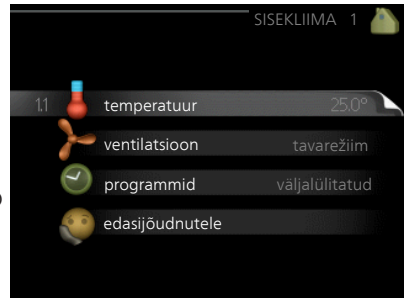 SISEKLIIMA 1
1.1 temperatuur 25.0°
ventilatsioon tavarežiim
programmid väljalülitatud
edasijõudnutele